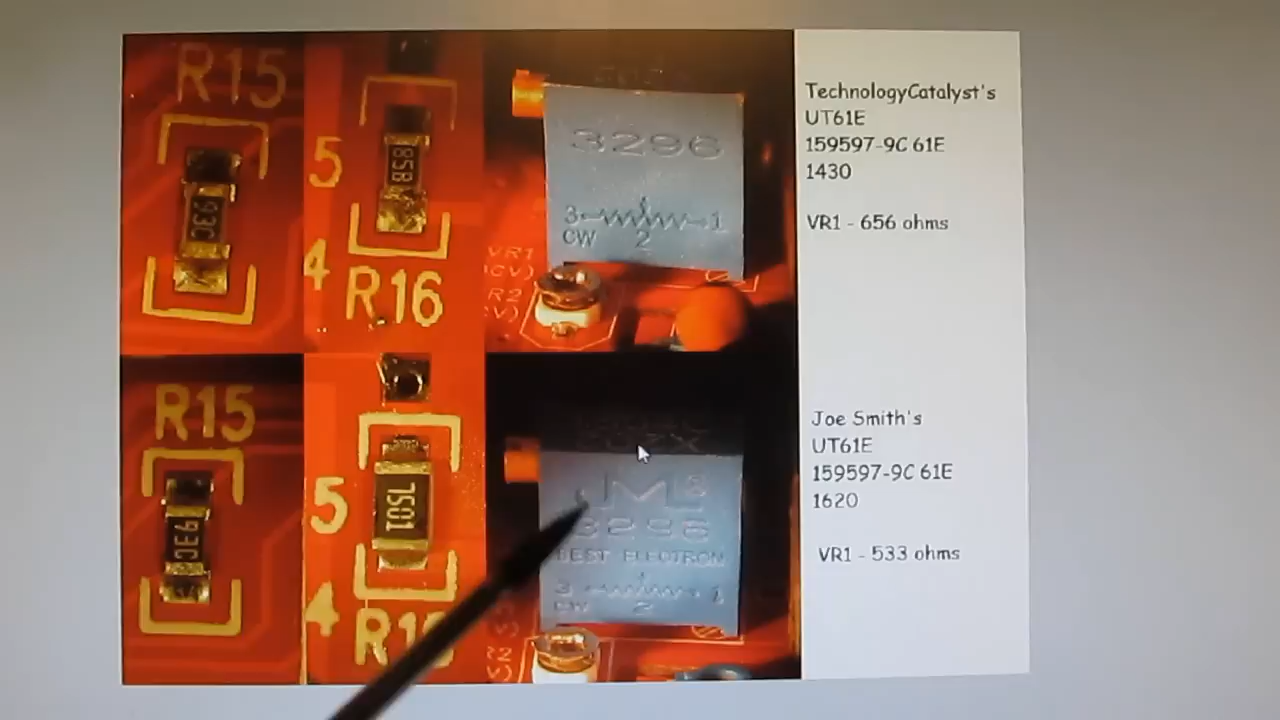 R15
5
4
R16
93C
858
3296
3 1
CW 2
VR1
TechnologyCatalyst's
UT61E
159597-9C 61E
1430
VR1 - 656 ohms
R15
5
4
93C
1501
3296
BEST ELECTRON
3 1
CW 2
Joe Smith's
UT61E
159597-9C 61E
1620
VR1 - 533 ohms